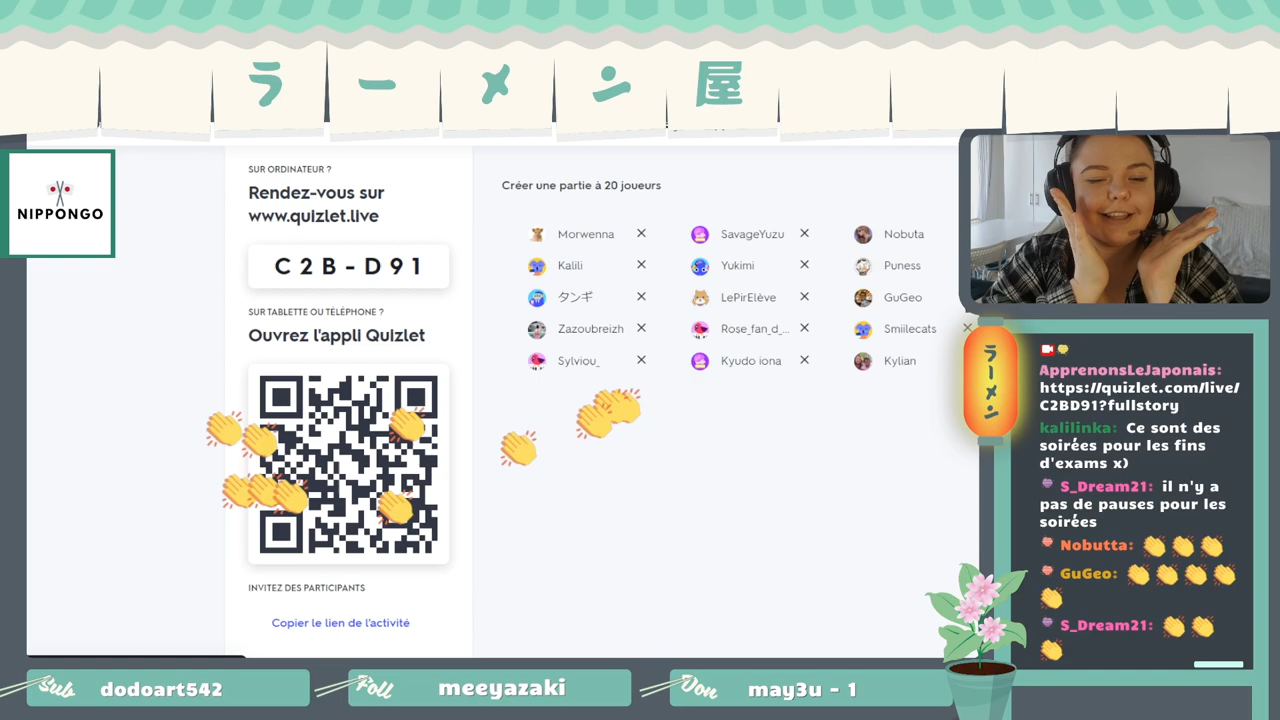 ラーメン屋
NIPPONGO
SUR ORDINATEUR ?
Rendez-vous sur
www.quizlet.live
C2B-D91
SUR TABLETTE OU TÉLÉPHONE ?
Ouvrez l'appli Quizlet
INVITEZ DES PARTICIPANTS
Copier le lien de l'activité
Créer une partie à 20 joueurs
Morwenna
SavageYuzu
Nobuta
Kalili
Yukimi
Puness
タンギ
LePirElève
GuGeo
Zazoubreizh
Rose_fan_d_...
Smiilecats
Sylviou_
Kyudo iona
Kylian
ラーメン
ApprenonsLeJaponais:
https://quizlet.com/live/
C2BD91?fullstory
kalilinka: Ce sont des
soirées pour les fins
d'exams x)
S_Dream21: il n'y a
pas de pauses pour les
soirées
Nobutta: 👏 👏 👏
GuGeo: 👏 👏 👏 👏
👏
S_Dream21: 👏 👏
👏
Sub dodoart542
Foll meeyazaki
Don may3u - 1